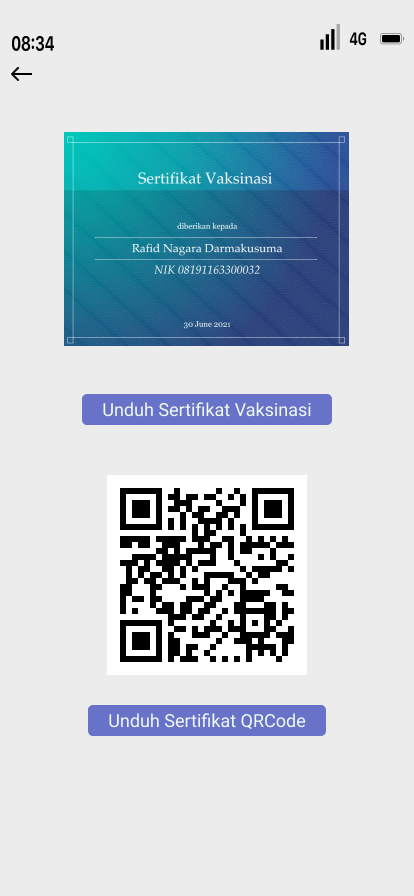 08:34
4G
Sertifikat Vaksinasi
diberikan kepada
Rafid Nagara Darmakusuma
NIK 08191163300032
30 June 2021
Unduh Sertifikat Vaksinasi
Unduh Sertifikat QRCode